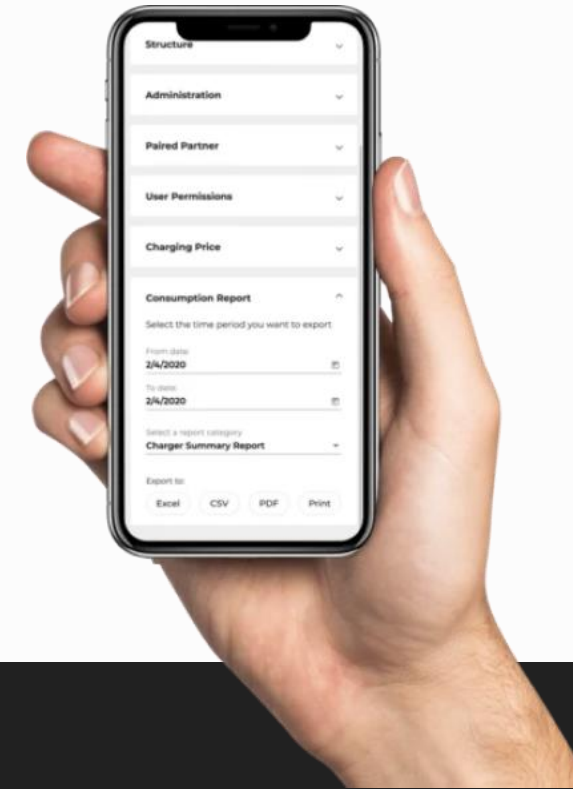 Structure
Administration
Paired Partner
User Permissions
Charging Price
Consumption Report
Select the time period you want to export
From date:
2/4/2020
To date:
2/4/2020
Select a report category
Charger Summary Report
Export to:
Excel CSV PDF Print